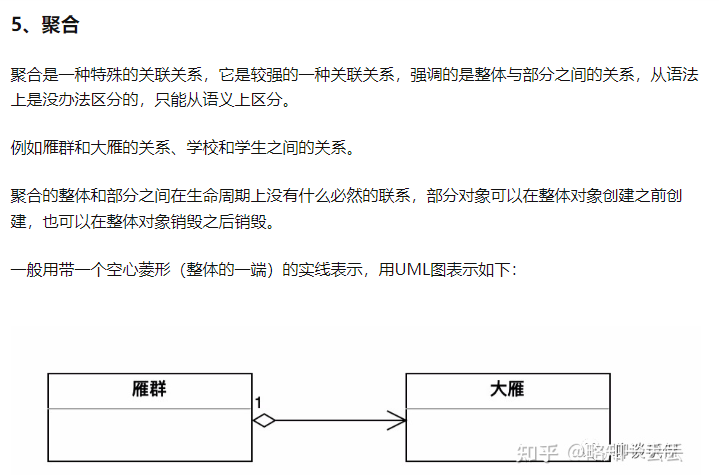 5、聚合
聚合是一种特殊的关联关系，它是较强的一种关联关系，强调的是整体与部分之间的关系，从语法
上是没办法区分的，只能从语义上区分。
例如雁群和大雁的关系、学校和学生之间的关系。
聚合的整体和部分之间在生命周期上没有什么必然的联系，部分对象可以在整体对象创建之前创
建，也可以在整体对象销毁之后销毁。
一般用带一个空心菱形（整体的一端）的实线表示，用UML图表示如下：
雁群
大雁
1
知乎